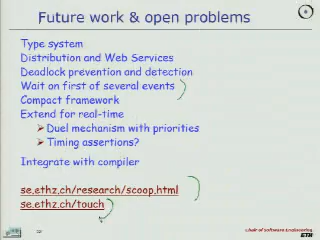 Future work & open problems
Type system
Distribution and Web Services
Deadlock prevention and detection
Wait on first of several events
Compact framework
Extend for real-time
Duel mechanism with priorities
Timing assertions?
Integrate with compiler
se.ethz.ch/research/scoop.html
se.ethz.ch/touch
Chair of Software Engineering
ETH